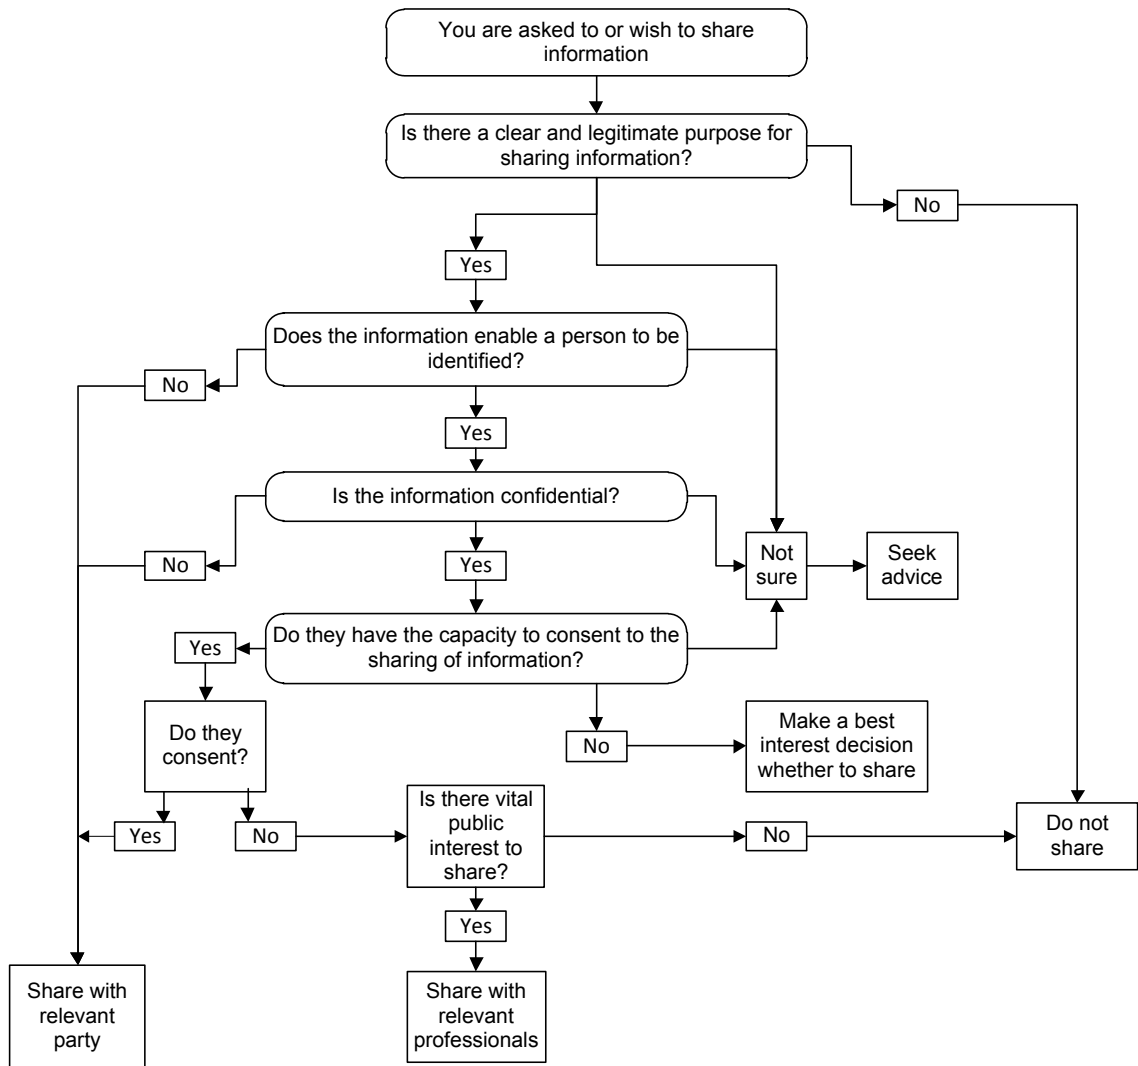 You are asked to or wish to share
information
Is there a clear and legitimate purpose for
sharing information?
No
Yes
Does the information enable a person to be
identified?
No
Yes
Is the information confidential?
No
Yes
Not
sure
Seek
advice
Do they have the capacity to consent to the
sharing of information?
Yes
Do they
consent?
No
Make a best
interest decision
whether to share
Yes
No
Is there vital
public
interest to
share?
No
Do not
share
Yes
Share with
relevant
party
Share with
relevant
professionals